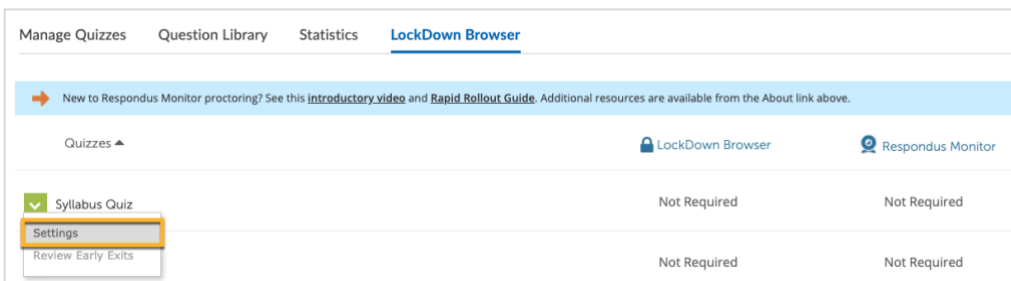 Manage Quizzes Question Library Statistics LockDown Browser
New to Respondus Monitor proctoring? See this introductory video and Rapid Rollout Guide. Additional resources are available from the About link above.
Quizzes LockDown Browser Respondus Monitor
Syllabus Quiz Not Required Not Required
Settings
Review Early Exits
Not Required Not Required